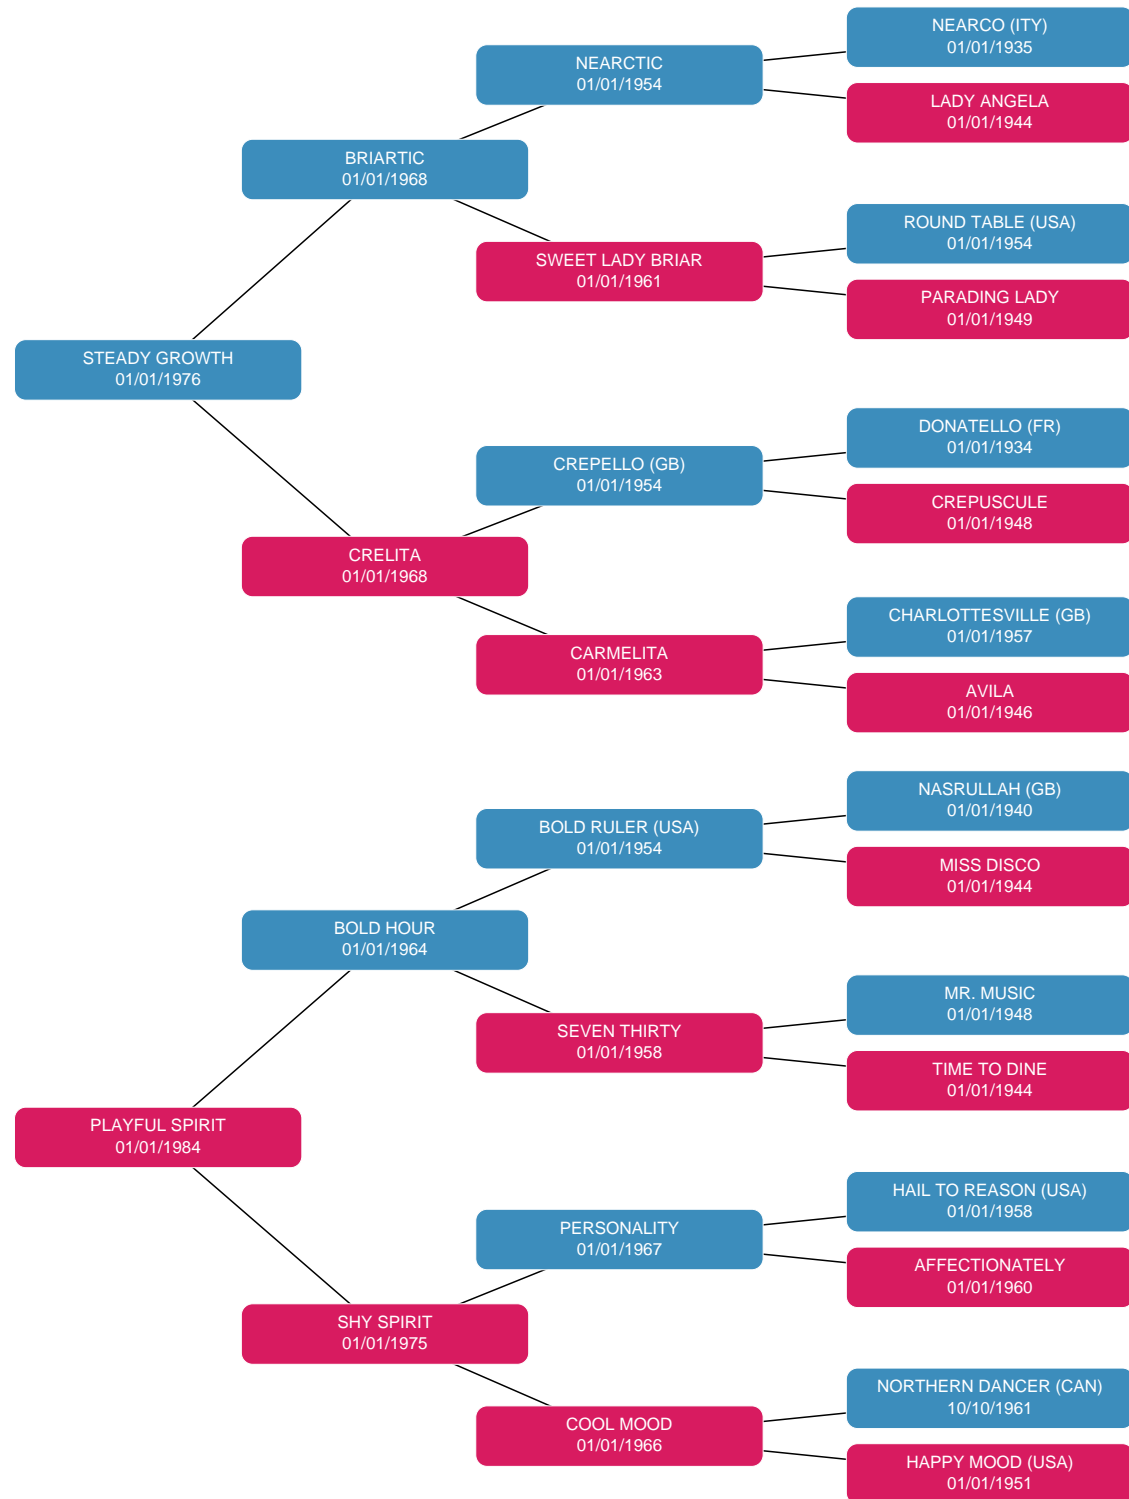 NEARCO (ITY)
01/01/1935
NEARCTIC
01/01/1954
LADY ANGELA
01/01/1944
BRIARTIC
01/01/1968
ROUND TABLE (USA)
01/01/1954
SWEET LADY BRIAR
01/01/1961
PARADING LADY
01/01/1949
STEADY GROWTH
01/01/1976
DONATELLO (FR)
01/01/1934
CREPELLO (GB)
01/01/1954
CREPUSCULE
01/01/1948
CRELITA
01/01/1968
CHARLOTTESVILLE (GB)
01/01/1957
CARMELITA
01/01/1963
AVILA
01/01/1946
NASRULLAH (GB)
01/01/1940
BOLD RULER (USA)
01/01/1954
MISS DISCO
01/01/1944
BOLD HOUR
01/01/1964
MR. MUSIC
01/01/1948
SEVEN THIRTY
01/01/1958
TIME TO DINE
01/01/1944
PLAYFUL SPIRIT
01/01/1984
HAIL TO REASON (USA)
01/01/1958
PERSONALITY
01/01/1967
AFFECTIONATELY
01/01/1960
SHY SPIRIT
01/01/1975
NORTHERN DANCER (CAN)
10/10/1961
COOL MOOD
01/01/1966
HAPPY MOOD (USA)
01/01/1951